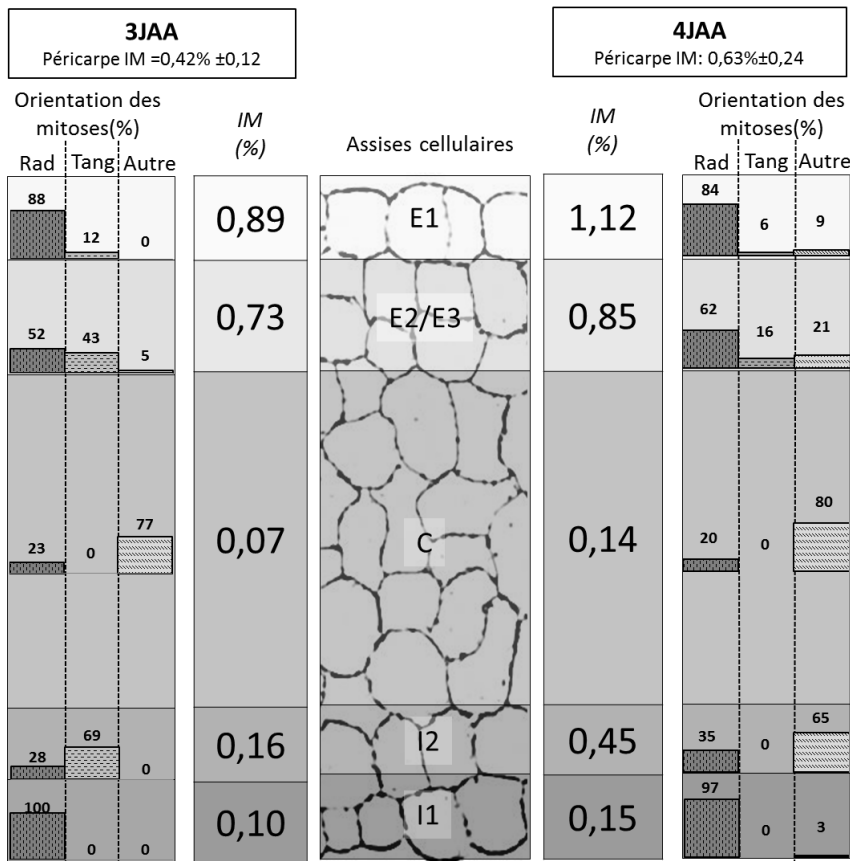 3JAA
Péricarpe IM =0,42% ±0,12
4JAA
Péricarpe IM: 0,63%±0,24
Orientation des
mitoses(%)
IM
(%)
Assises cellulaires
IM
(%)
Orientation des
mitoses(%)
Rad Tang Autre
Rad Tang Autre
88 12 0
0,89
E1
1,12
84 6 9
52 43 5
0,73
E2/E3
0,85
62 16 21
23 0 77
0,07
C
0,14
20 0 80
28 69 0
0,16
I2
0,45
35 0 65
100 0 0
0,10
I1
0,15
97 0 3